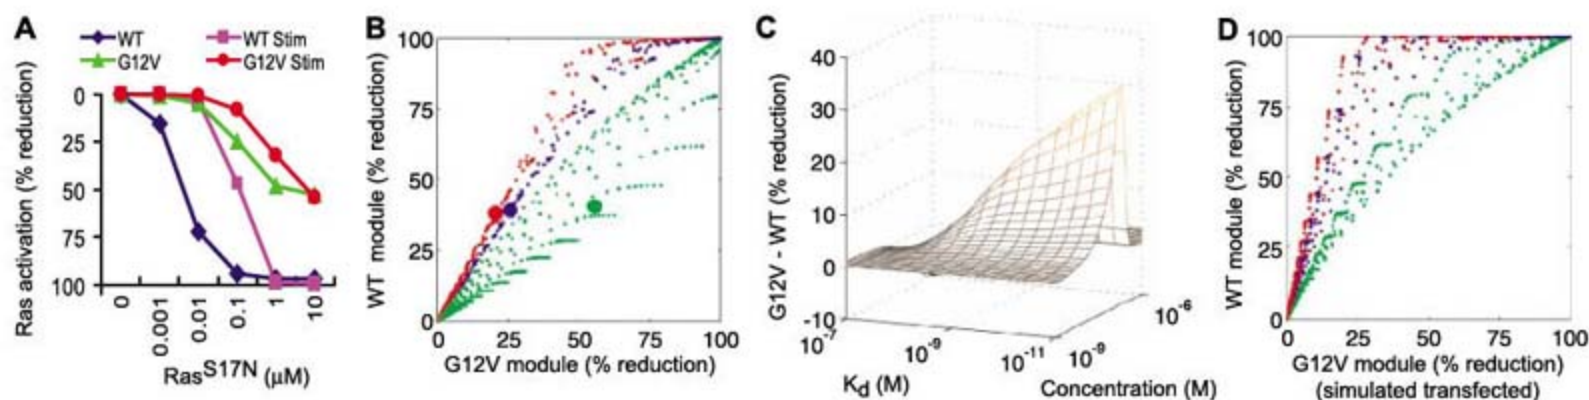 A
WT
WT Stim
G12V
G12V Stim
Ras activation (% reduction)
0
25
50
75
100
0
0.001
0.01
0.1
1
10
Ras^S17N (µM)
B
WT module (% reduction)
100
75
50
25
0
0 25 50 75 100
G12V module (% reduction)
C
G12V - WT (% reduction)
40
30
20
10
0
-10
10^-7
10^-9
10^-11
10^-9
10^-6
K_d (M)
Concentration (M)
D
WT module (% reduction)
100
75
50
25
0
0 25 50 75 100
G12V module (% reduction)
(simulated transfected)